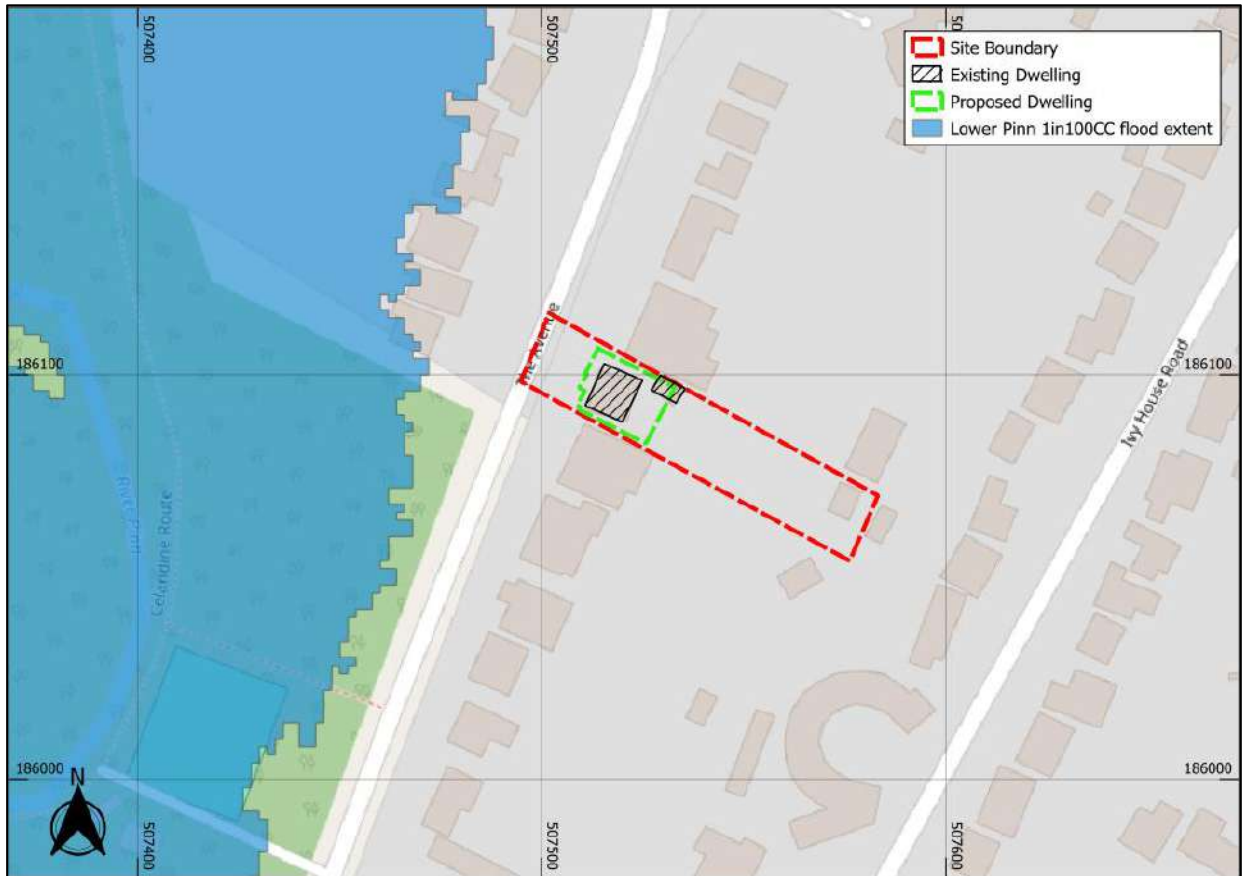 507400
507500
Site Boundary
Existing Dwelling
Proposed Dwelling
Lower Pinn 1in100CC flood extent
The Avenue
186100
186100
Ivy House Road
River Pinn
Celandine Route
186000
186000
N
507400
507500
507600